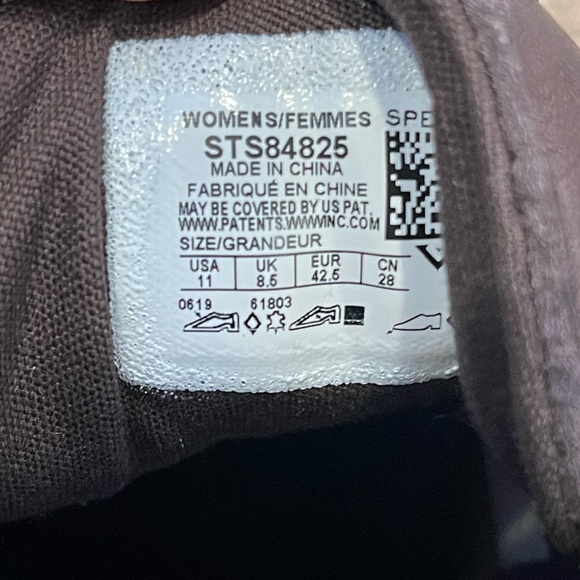 WOMENS/FEMMES SPE
STS84825
MADE IN CHINA
FABRIQUÉ EN CHINE
MAY BE COVERED BY US PAT.
WWW.PATENTS.WWWINC.COM
SIZE/GRANDEUR
USA UK EUR CN
11 8.5 42.5 28
0619 61803